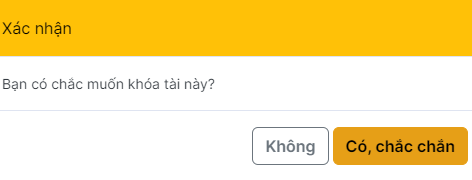 Xác nhận
Bạn có chắc muốn khóa tài này?
Không
Có, chắc chắn